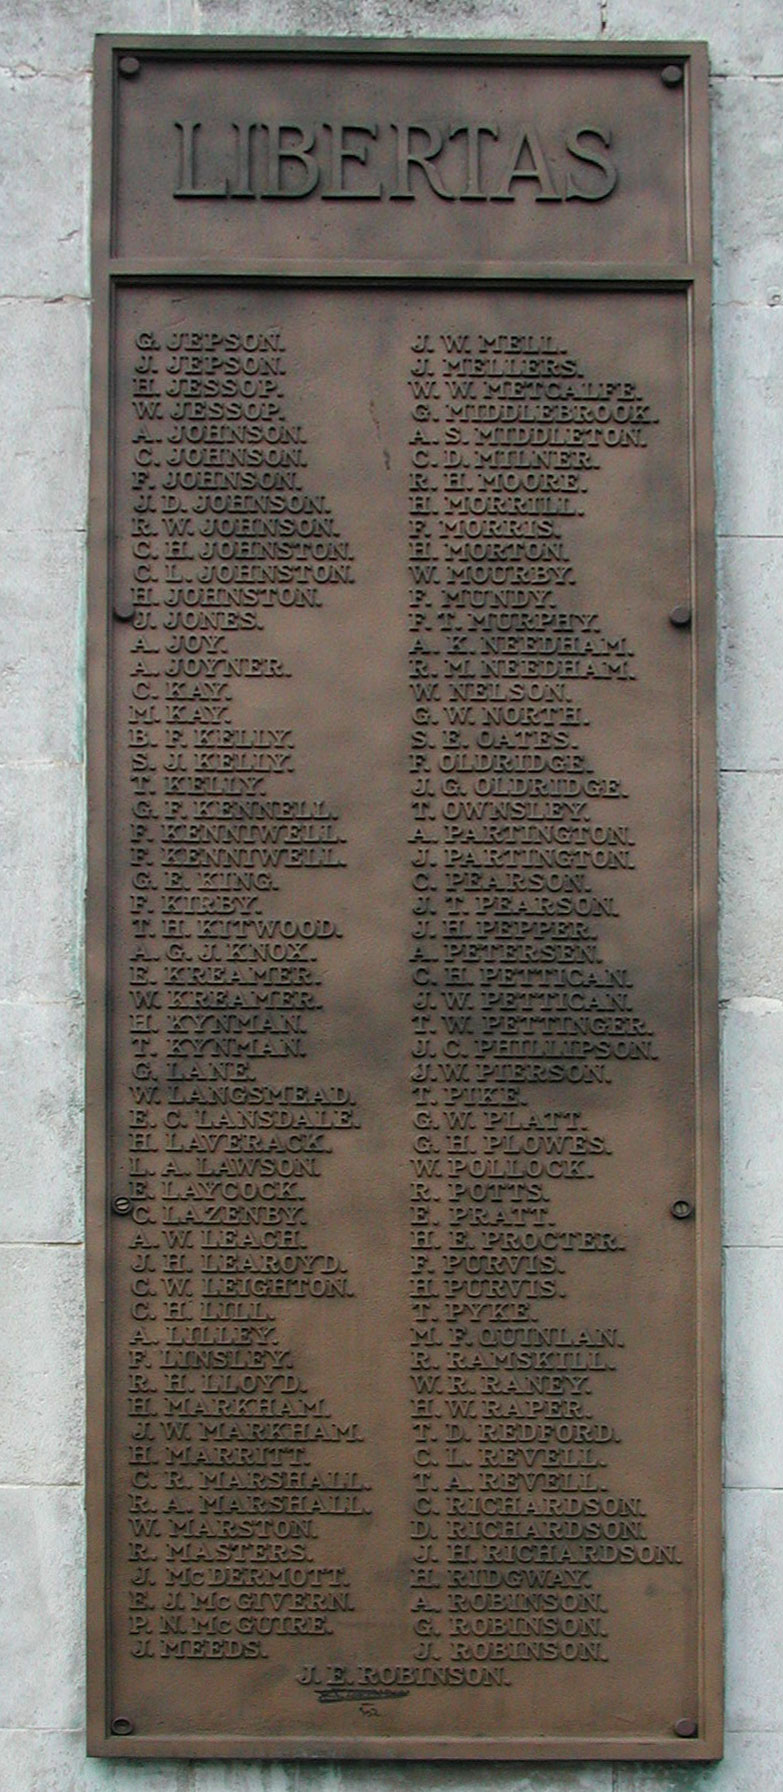 LIBERTAS
G. JEPSON.
J. JEPSON.
H. JESSOP.
W. JESSOP.
A. JOHNSON.
C. JOHNSON.
F. JOHNSON.
J. D. JOHNSON.
R. W. JOHNSON.
C. H. JOHNSTON.
C. L. JOHNSTON.
H. JOHNSTON.
J. JONES.
A. JOY.
A. JOYNER.
C. KAY.
M. KAY.
B. F. KELLY.
S. J. KELLY.
T. KELLY.
G. F. KENNELL.
F. KENNIWELL.
F. KENNIWELL.
G. E. KING.
F. KIRBY.
T. H. KITWOOD.
A. G. J. KNOX.
E. KREAMER.
W. KREAMER.
H. KYNMAN.
T. KYNMAN.
G. LANE.
W. LANGSMEAD.
E. C. LANSDALE.
H. LAVERACK.
L. A. LAWSON.
E. LAYCOCK.
C. LAZENBY.
A. W. LEACH.
J. H. LEAROYD.
C. W. LEIGHTON.
C. H. LILL.
A. LILLEY.
F. LINSLEY.
R. H. LLOYD.
H. MARKHAM.
J. W. MARKHAM.
H. MARRITT.
C. R. MARSHALL.
R. A. MARSHALL.
W. MARSTON.
R. MASTERS.
J. McDERMOTT.
E. J. McGIVERN.
P. N. McGUIRE.
J. MEEDS.
J. W. MELL.
J. MELLERS.
W. W. METCALFE.
G. MIDDLEBROOK.
A. S. MIDDLETON.
C. D. MILNER.
R. H. MOORE.
H. MORRILL.
F. MORRIS.
H. MORTON.
W. MOURBY.
F. MUNDY.
F. T. MURPHY.
A. K. NEEDHAM.
R. M. NEEDHAM.
W. NELSON.
G. W. NORTH.
S. E. OATES.
F. OLDRIDGE.
J. G. OLDRIDGE.
T. OWNSLEY.
A. PARTINGTON.
J. PARTINGTON.
C. PEARSON.
J. T. PEARSON.
J. H. PEPPER.
A. PETERSEN.
C. H. PETTICAN.
J. W. PETTICAN.
T. W. PETTINGER.
J. C. PHILLIPSON.
J. W. PIERSON.
T. PIKE.
G. W. PLATT.
G. H. PLOWES.
W. POLLOCK.
R. POTTS.
E. PRATT.
H. E. PROCTER.
F. PURVIS.
H. PURVIS.
T. PYKE.
M. F. QUINLAN.
R. RAMSKILL.
W. R. RANEY.
H. W. RAPER.
T. D. REDFORD.
C. L. REVELL.
T. A. REVELL.
C. RICHARDSON.
D. RICHARDSON.
J. H. RICHARDSON.
H. RIDGWAY.
A. ROBINSON.
G. ROBINSON.
J. ROBINSON.
J. E. ROBINSON.